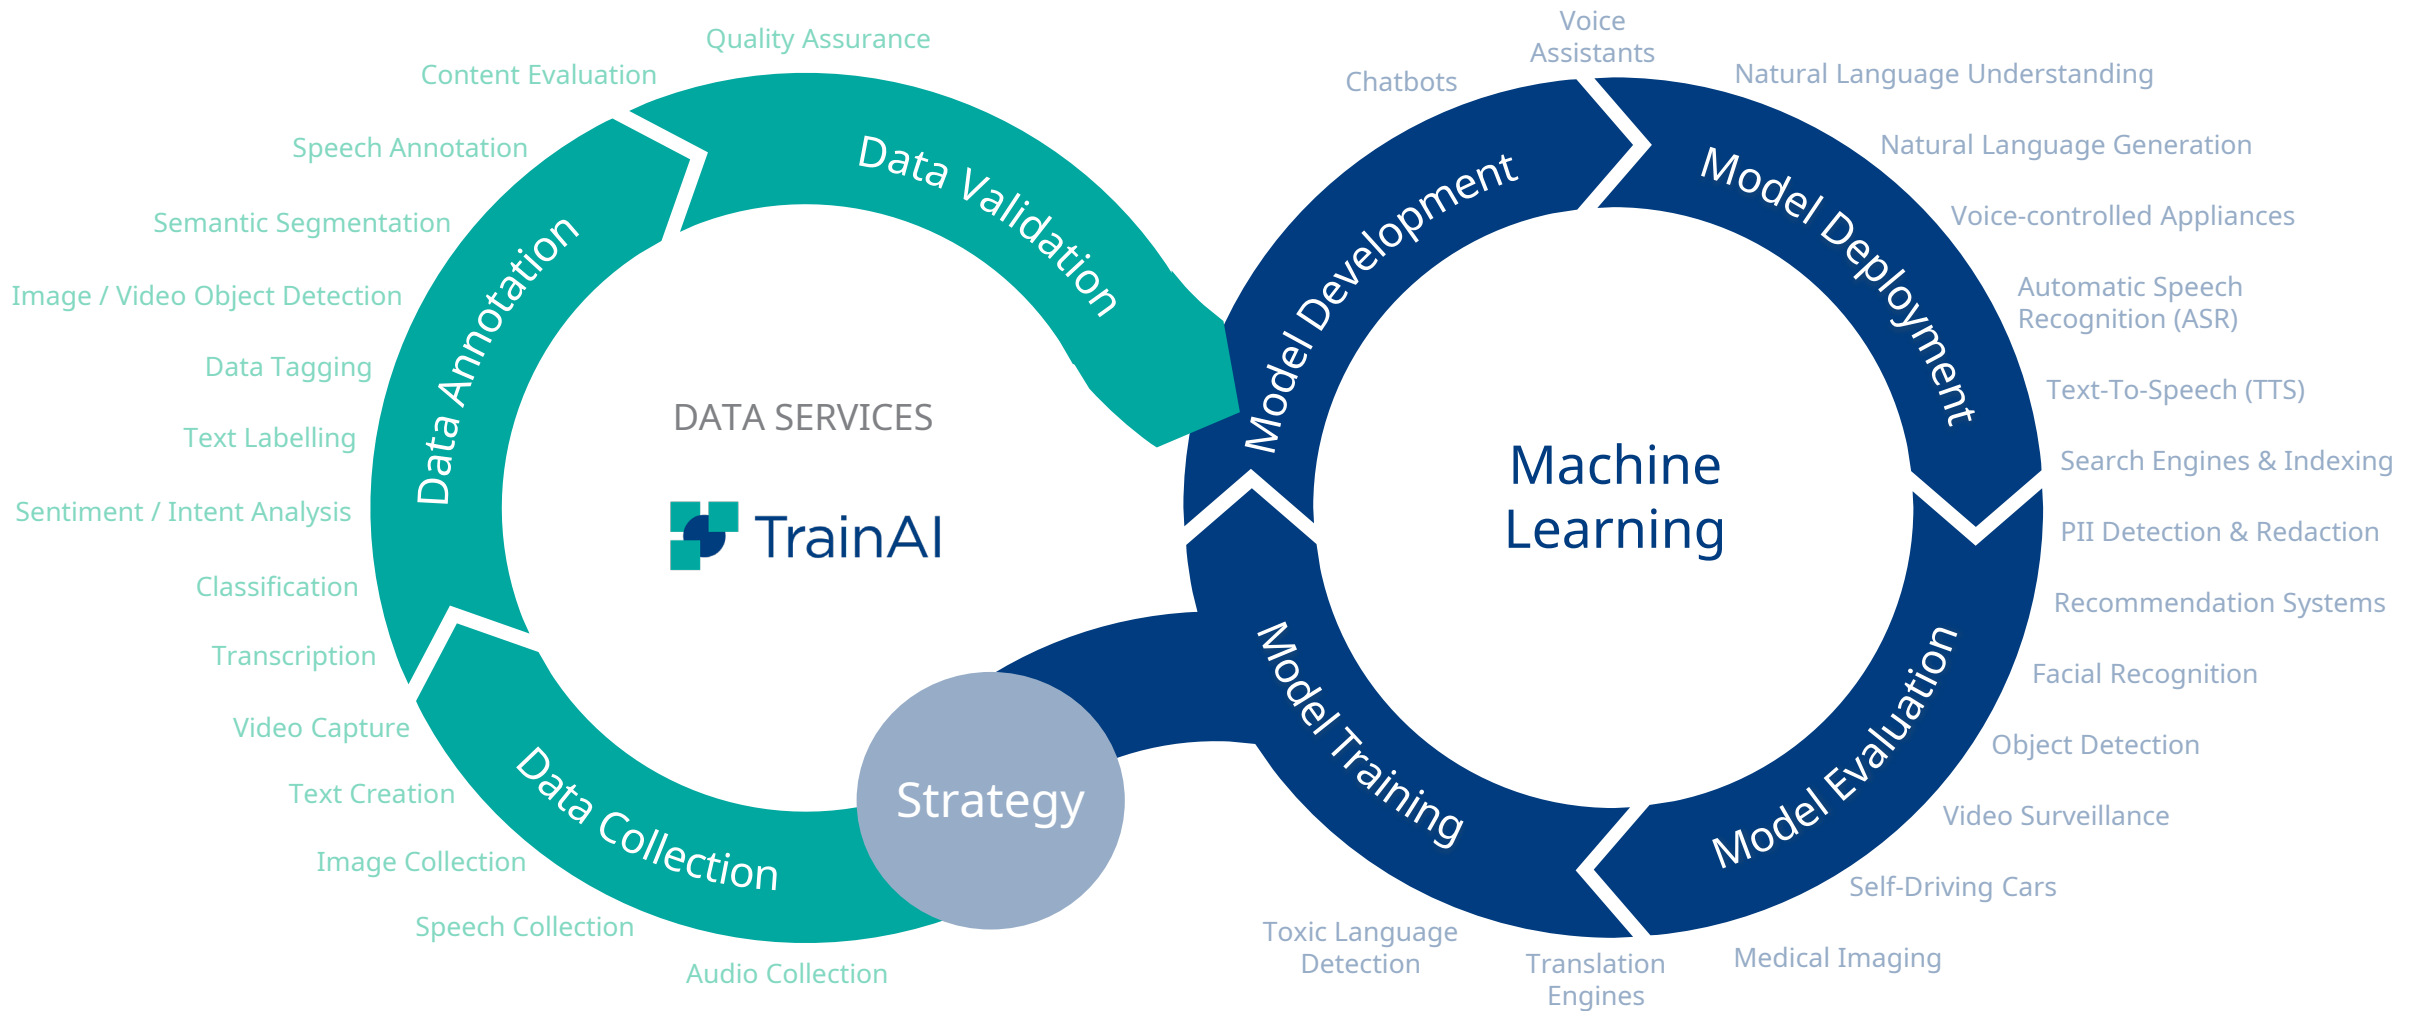 Quality Assurance
Content Evaluation
Speech Annotation
Semantic Segmentation
Image / Video Object Detection
Data Tagging
Text Labelling
Sentiment / Intent Analysis
Classification
Transcription
Video Capture
Text Creation
Image Collection
Speech Collection
Audio Collection
Data Validation
Data Annotation
Data Collection
DATA SERVICES
TrainAI
Strategy
Model Development
Model Deployment
Model Evaluation
Model Training
Machine
Learning
Chatbots
Voice
Assistants
Natural Language Understanding
Natural Language Generation
Voice-controlled Appliances
Automatic Speech
Recognition (ASR)
Text-To-Speech (TTS)
Search Engines & Indexing
PII Detection & Redaction
Recommendation Systems
Facial Recognition
Object Detection
Video Surveillance
Self-Driving Cars
Medical Imaging
Translation
Engines
Toxic Language
Detection